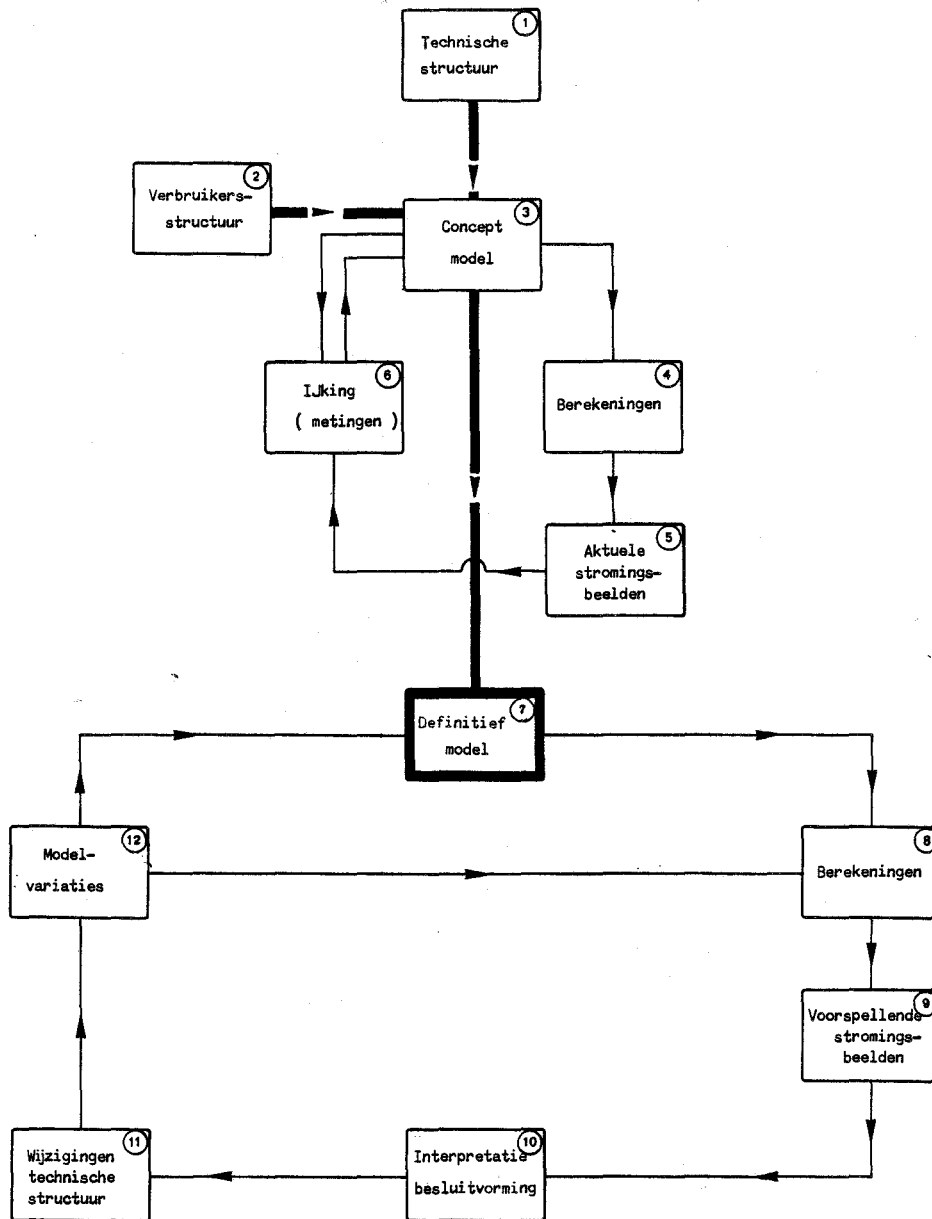 1
Technische
structuur
2
Verbruikers-
structuur
3
Concept
model
6
IJking
( metingen )
4
Berekeningen
5
Aktuele
stromings-
beelden
7
Definitief
model
12
Model-
variaties
8
Berekeningen
9
Voorspellende
stromings-
beelden
11
Wijzigingen
technische
structuur
10
Interpretatie
besluitvorming